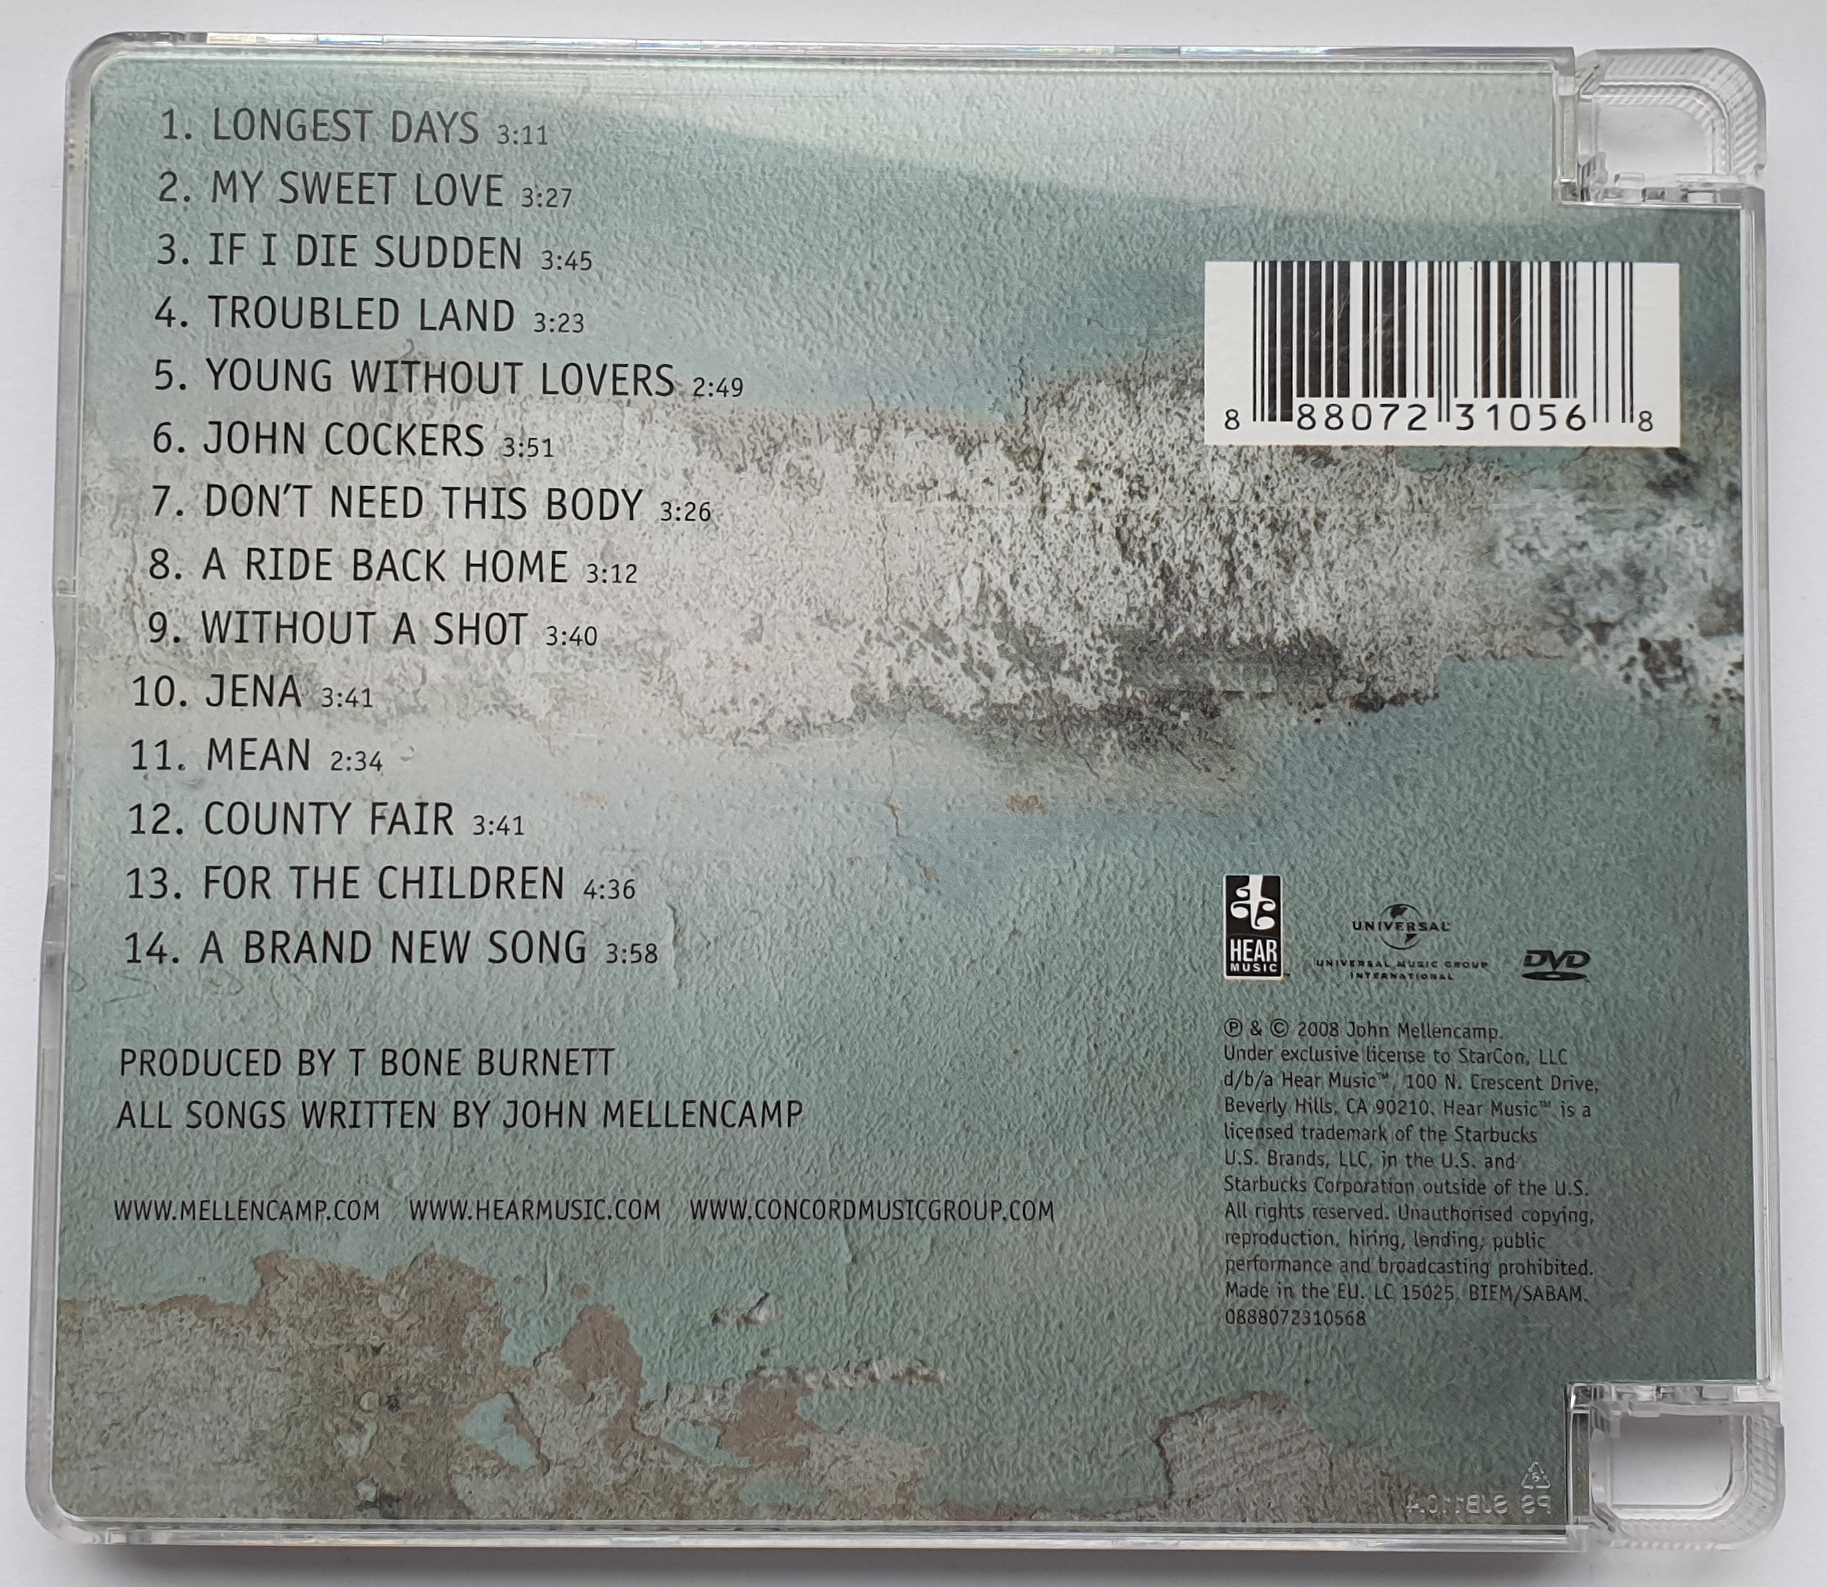 1. LONGEST DAYS 3:11
2. MY SWEET LOVE 3:27
3. IF I DIE SUDDEN 3:45
4. TROUBLED LAND 3:23
5. YOUNG WITHOUT LOVERS 2:49
6. JOHN COCKERS 3:51
7. DON'T NEED THIS BODY 3:26
8. A RIDE BACK HOME 3:12
9. WITHOUT A SHOT 3:40
10. JENA 3:41
11. MEAN 2:34
12. COUNTY FAIR 3:41
13. FOR THE CHILDREN 4:36
14. A BRAND NEW SONG 3:58
PRODUCED BY T BONE BURNETT
ALL SONGS WRITTEN BY JOHN MELLENCAMP
WWW.MELLENCAMP.COM WWW.HEARMUSIC.COM WWW.CONCORDMUSICGROUP.COM
8 88072 31056 8
HEAR
MUSIC
UNIVERSAL
UNIVERSAL MUSIC GROUP
INTERNATIONAL
DVD
℗ & © 2008 John Mellencamp.
Under exclusive license to StarCon, LLC
d/b/a Hear Music™, 100 N. Crescent Drive,
Beverly Hills, CA 90210. Hear Music™ is a
licensed trademark of the Starbucks
U.S. Brands, LLC, in the U.S. and
Starbucks Corporation outside of the U.S.
All rights reserved. Unauthorised copying,
reproduction, hiring, lending, public
performance and broadcasting prohibited.
Made in the EU. LC 15025. BIEM/SABAM.
0888072310568